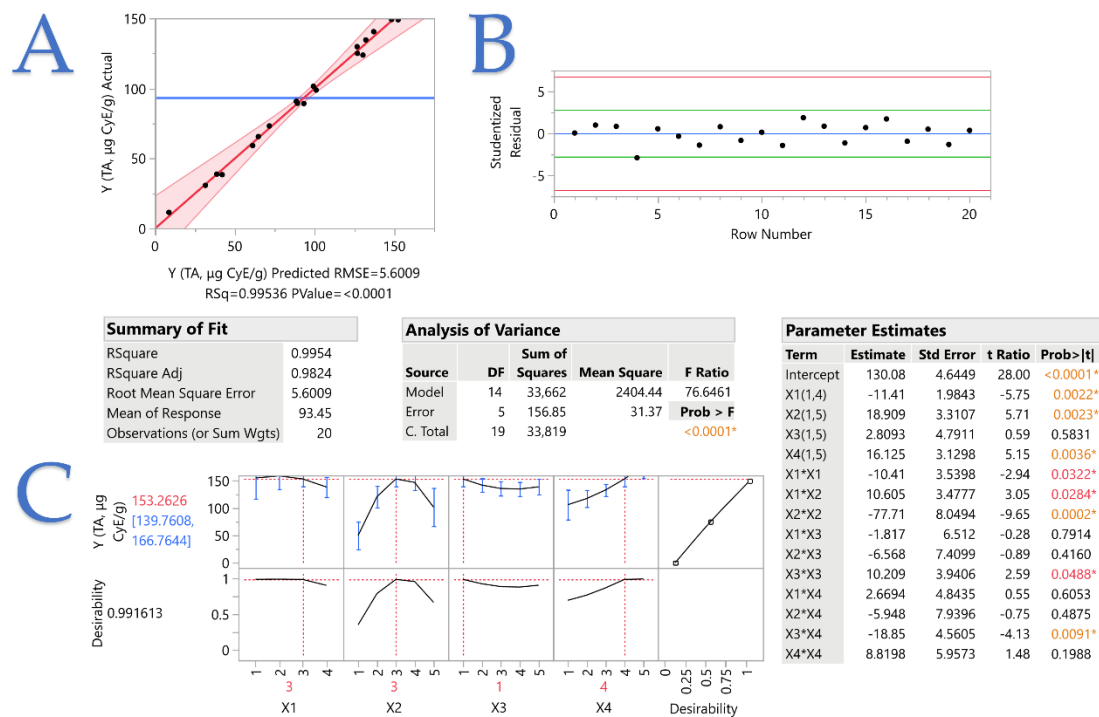 A
B
Y (TA, µg CyE/g) Actual
150
100
50
0
0
50
100
150
Y (TA, µg CyE/g) Predicted RMSE=5.6009
RSq=0.99536 PValue=<0.0001
Studentized
Residual
5
0
-5
0
5
10
15
20
Row Number
Summary of Fit
RSquare 0.9954
RSquare Adj 0.9824
Root Mean Square Error 5.6009
Mean of Response 93.45
Observations (or Sum Wgts) 20
Analysis of Variance
Source DF Sum of Squares Mean Square F Ratio
Model 14 33,662 2404.44 76.6461
Error 5 156.85 31.37 Prob > F
C. Total 19 33,819 <0.0001*
Parameter Estimates
Term Estimate Std Error t Ratio Prob>|t|
Intercept 130.08 4.6449 28.00 <0.0001*
X1(1,4) -11.41 1.9843 -5.75 0.0022*
X2(1,5) 18.909 3.3107 5.71 0.0023*
X3(1,5) 2.8093 4.7911 0.59 0.5831
X4(1,5) 16.125 3.1298 5.15 0.0036*
X1*X1 -10.41 3.5398 -2.94 0.0322*
X1*X2 10.605 3.4777 3.05 0.0284*
X2*X2 -77.71 8.0494 -9.65 0.0002*
X1*X3 -1.817 6.512 -0.28 0.7914
X2*X3 -6.568 7.4099 -0.89 0.4160
X3*X3 10.209 3.9406 2.59 0.0488*
X1*X4 2.6694 4.8435 0.55 0.6053
X2*X4 -5.948 7.9396 -0.75 0.4875
X3*X4 -18.85 4.5605 -4.13 0.0091*
X4*X4 8.8198 5.9573 1.48 0.1988
C
Y (TA, µg
CyE/g)
153.2626
[139.7608,
166.7644]
150
100
50
0
Desirability
0.991613
1
0.75
0.5
0.25
0
1 2 3 4
1 2 3 4 5
1 2 3 4 5
1 2 3 4 5
0 0.25 0.5 0.75 1
3 3 1 4
X1 X2 X3 X4 Desirability